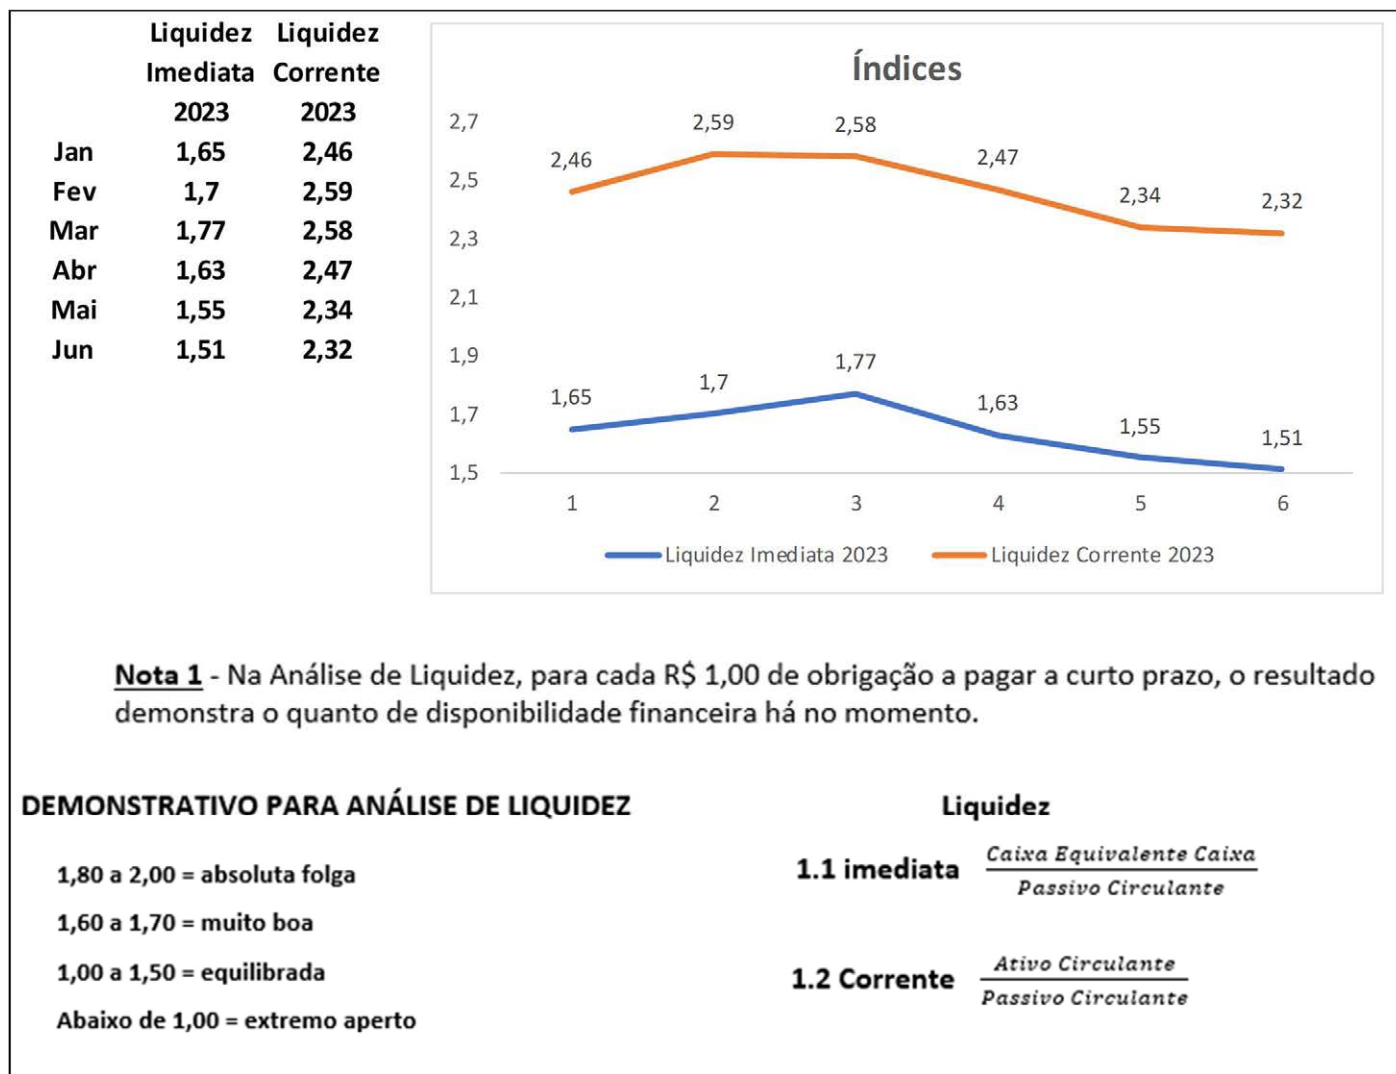 Liquidez Liquidez
Imediata Corrente
2023 2023
Jan 1,65 2,46
Fev 1,7 2,59
Mar 1,77 2,58
Abr 1,63 2,47
Mai 1,55 2,34
Jun 1,51 2,32
Índices
2,7
2,5
2,3
2,1
1,9
1,7
1,5
2,46 2,59 2,58 2,47 2,34 2,32
1,65 1,7 1,77 1,63 1,55 1,51
1 2 3 4 5 6
Liquidez Imediata 2023 Liquidez Corrente 2023
Nota 1 - Na Análise de Liquidez, para cada R$ 1,00 de obrigação a pagar a curto prazo, o resultado
demonstra o quanto de disponibilidade financeira há no momento.
DEMONSTRATIVO PARA ANÁLISE DE LIQUIDEZ
1,80 a 2,00 = absoluta folga
1,60 a 1,70 = muito boa
1,00 a 1,50 = equilibrada
Abaixo de 1,00 = extremo aperto
Liquidez
1.1 imediata Caixa Equivalente Caixa
Passivo Circulante
1.2 Corrente Ativo Circulante
Passivo Circulante